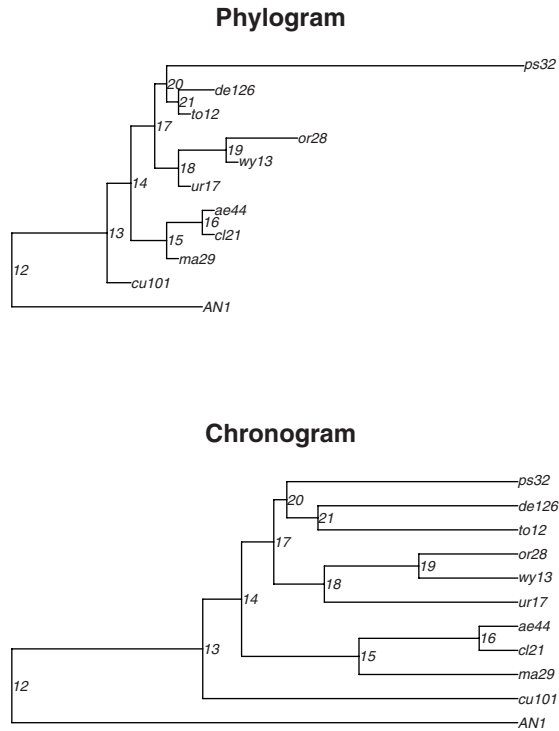 Phylogram
ps32
20
de126
21
to12
17
or28
19
wy13
18
ur17
14
ae44
16
cl21
13
15
ma29
12
cu101
AN1
Chronogram
ps32
20
de126
21
to12
17
or28
19
wy13
18
ur17
14
ae44
16
cl21
13
15
ma29
12
cu101
AN1